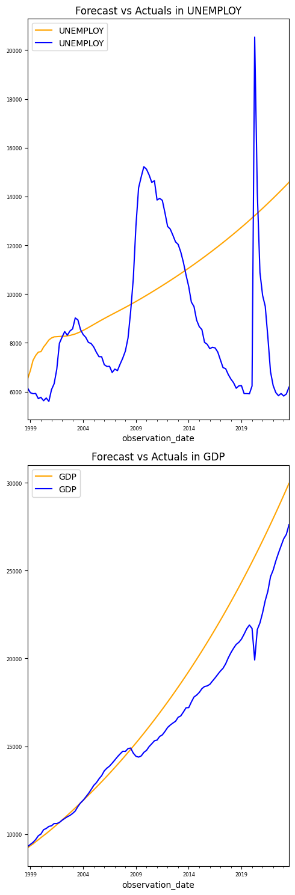 Forecast vs Actuals in UNEMPLOY
UNEMPLOY
UNEMPLOY
20000
18000
16000
14000
12000
10000
8000
6000
1999 2004 2009 2014 2019
observation_date
Forecast vs Actuals in GDP
GDP
GDP
30000
25000
20000
15000
10000
1999 2004 2009 2014 2019
observation_date